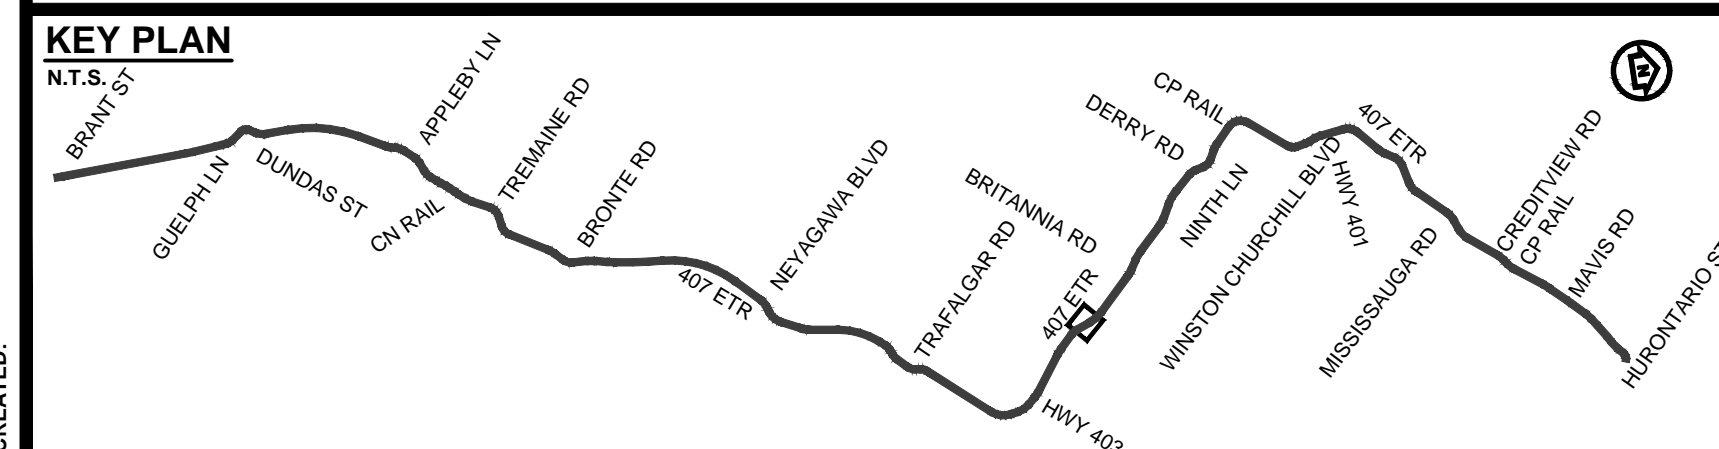 KEY PLAN
N.T.S.
BRANT ST
GUELPH LN
DUNDAS ST
CN RAIL
APPLEBY LN
TREMAINE RD
BRONTE RD
407 ETR
NEYAGAWA BLVD
TRAFALGAR RD
HWY 403
407 ETR
BRITANNIA RD
DERRY RD
CP RAIL
NINTH LN
WINSTON CHURCHILL BLVD
HWY 401
407 ETR
MISSISSAUGA RD
CREDITVIEW RD
CP RAIL
MAVIS RD
HURONTARIO ST
N